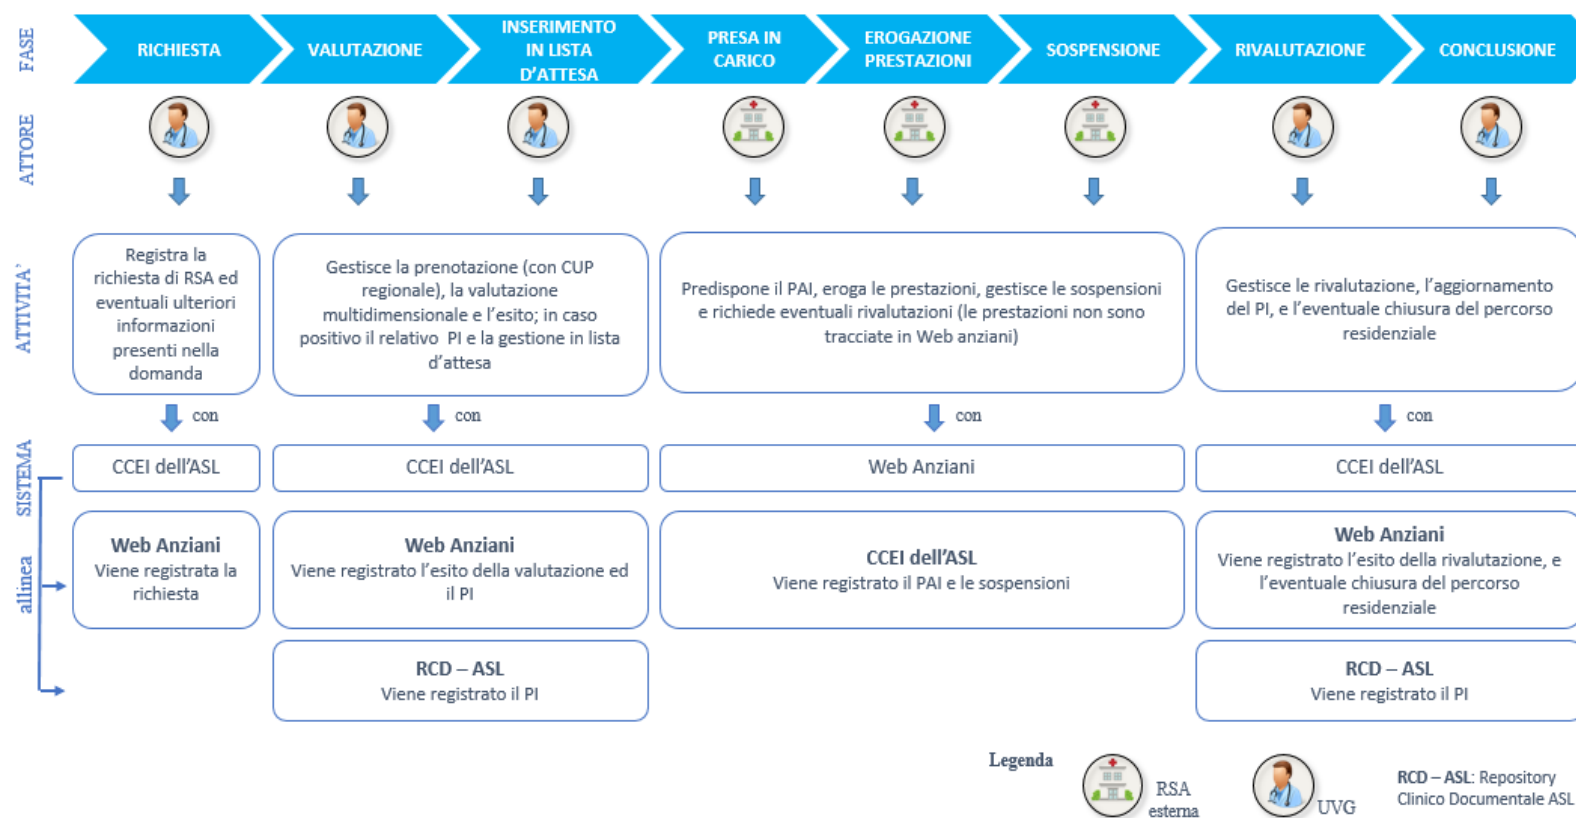 FASE
RICHIESTA
VALUTAZIONE
INSERIMENTO
IN LISTA
D'ATTESA
PRESA IN
CARICO
EROGAZIONE
PRESTAZIONI
SOSPENSIONE
RIVALUTAZIONE
CONCLUSIONE
ATTORE
ATTIVITA`
Registra la
richiesta di RSA ed
eventuali ulteriori
informazioni
presenti nella
domanda
Gestisce la prenotazione (con CUP
regionale), la valutazione
multidimensionale e l'esito; in caso
positivo il relativo PI e la gestione in lista
d'attesa
Predispone il PAI, eroga le prestazioni, gestisce le sospensioni
e richiede eventuali rivalutazioni (le prestazioni non sono
tracciate in Web anziani)
Gestisce le rivalutazione, l'aggiornamento
del PI, e l'eventuale chiusura del percorso
residenziale
con
con
con
con
SISTEMA
CCEI dell'ASL
CCEI dell'ASL
Web Anziani
CCEI dell'ASL
allinea
Web Anziani
Viene registrata la
richiesta
Web Anziani
Viene registrato l'esito della valutazione ed
il PI
CCEI dell'ASL
Viene registrato il PAI e le sospensioni
Web Anziani
Viene registrato l'esito della rivalutazione, e
l'eventuale chiusura del percorso
residenziale
RCD – ASL
Viene registrato il PI
RCD – ASL
Viene registrato il PI
Legenda
RSA
esterna
UVG
RCD – ASL: Repository
Clinico Documentale ASL